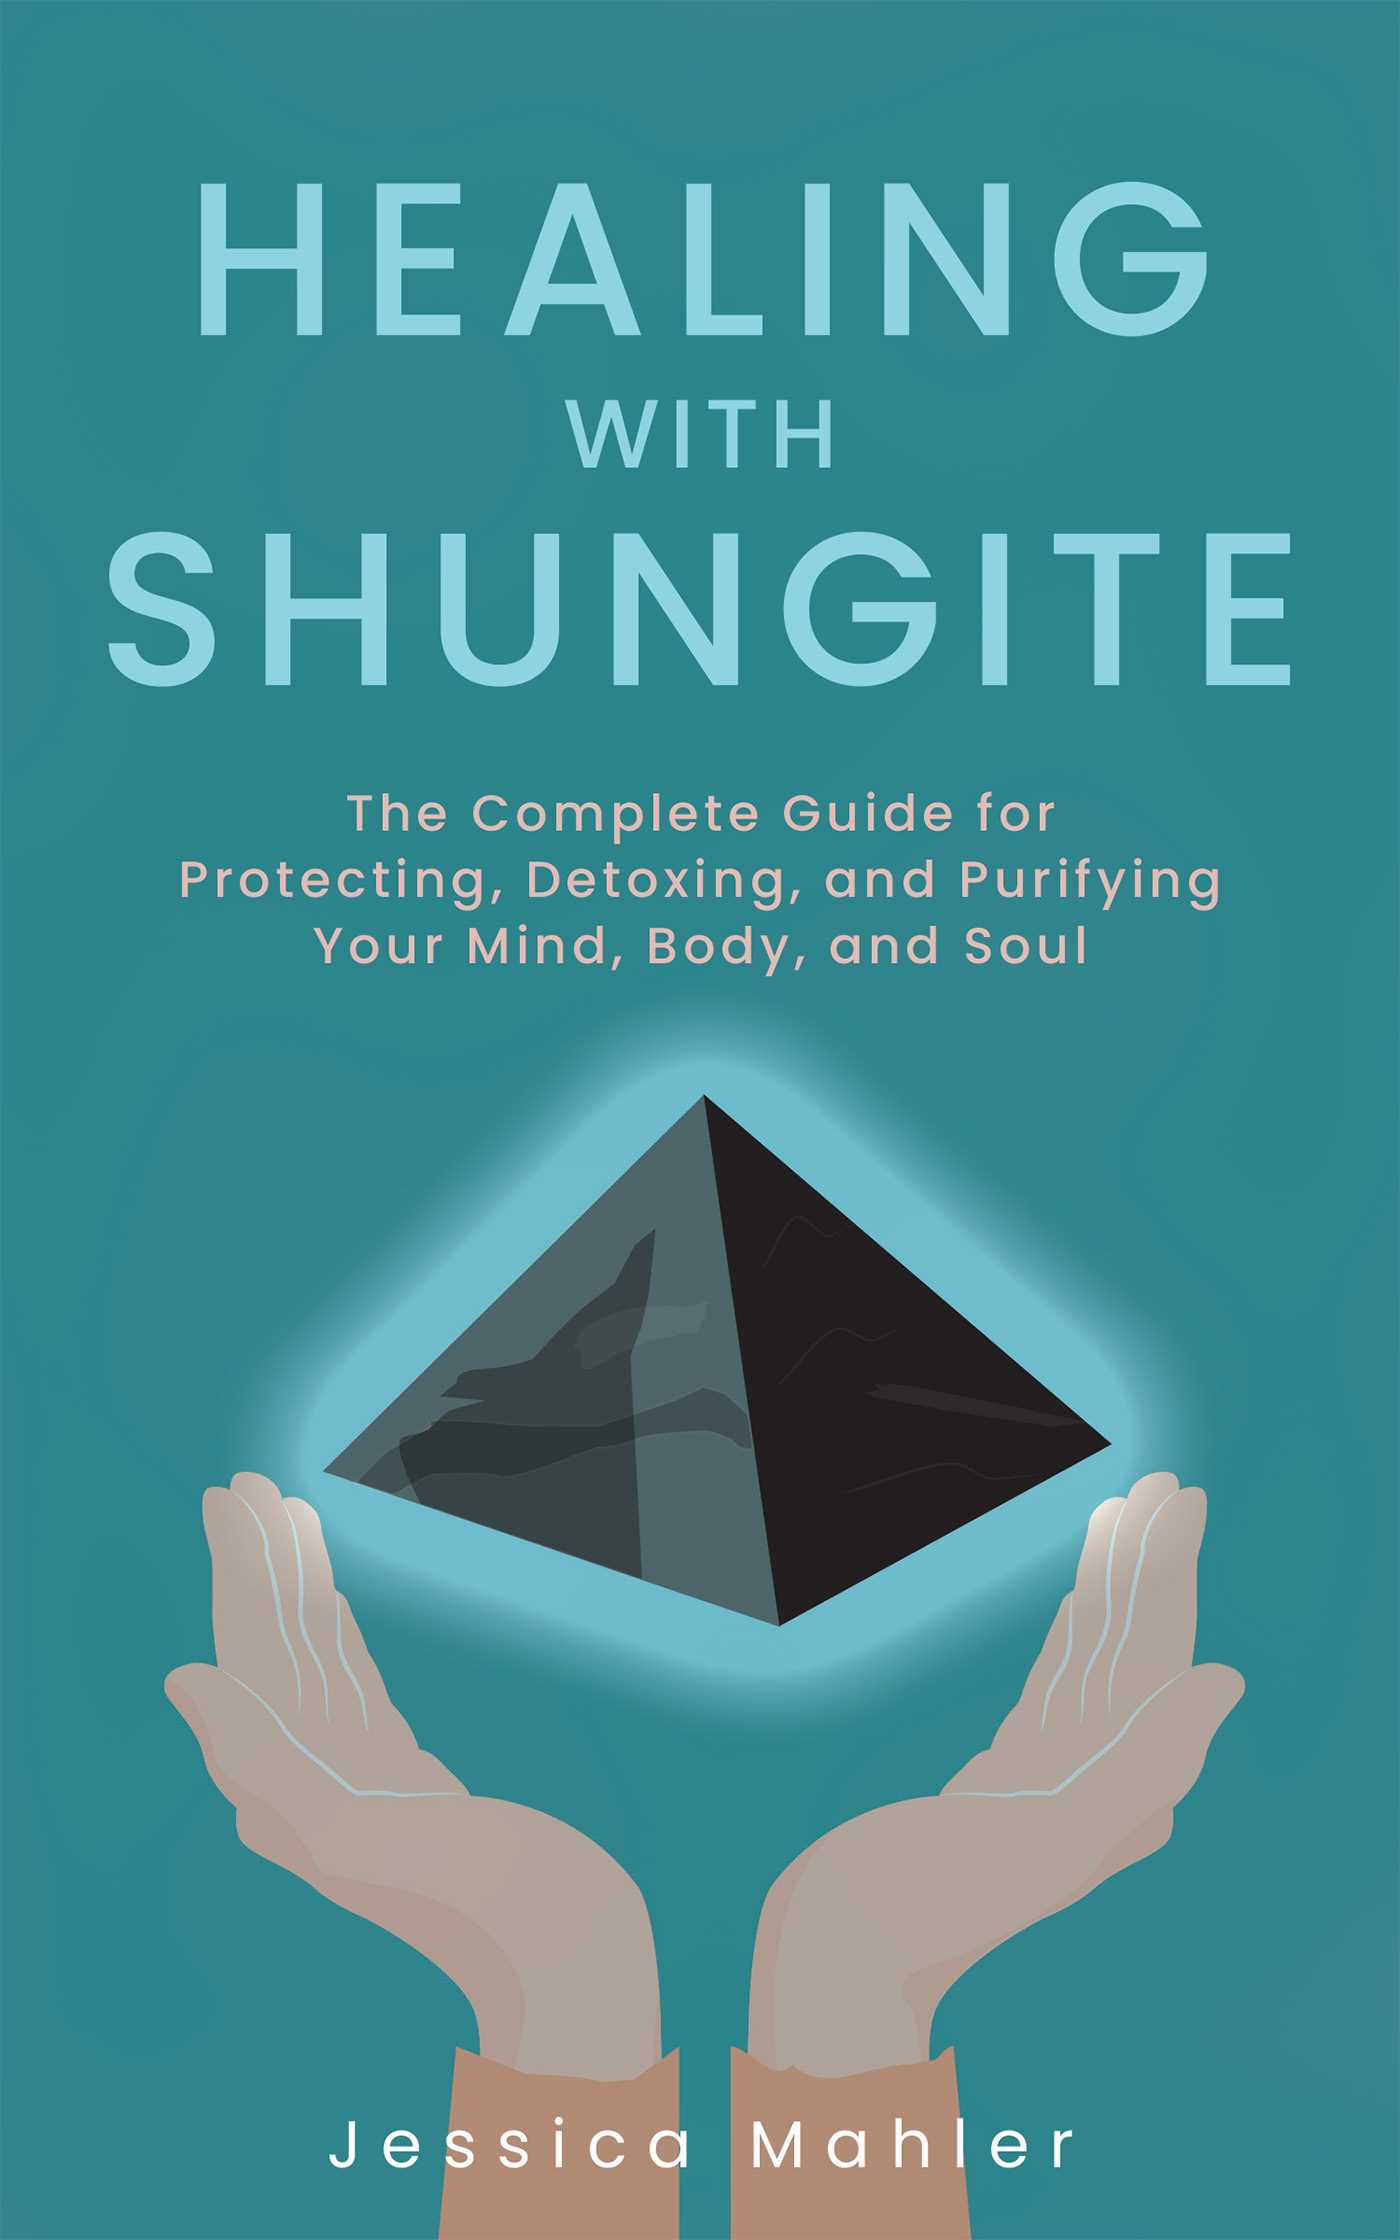 HEALING
WITH
SHUNGITE
The Complete Guide for
Protecting, Detoxing, and Purifying
Your Mind, Body, and Soul
Jessica Mahler